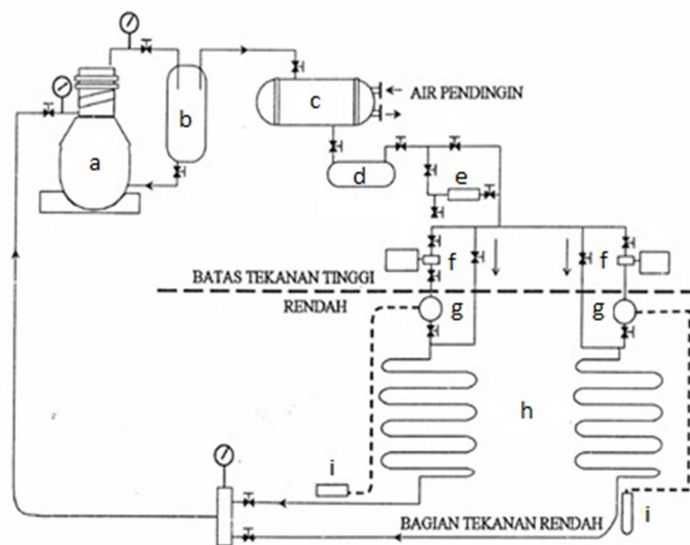 a
b
c
AIR PENDINGIN
d
e
f
f
BATAS TEKANAN TINGGI
RENDAH
g
g
h
i
i
BAGIAN TEKANAN RENDAH